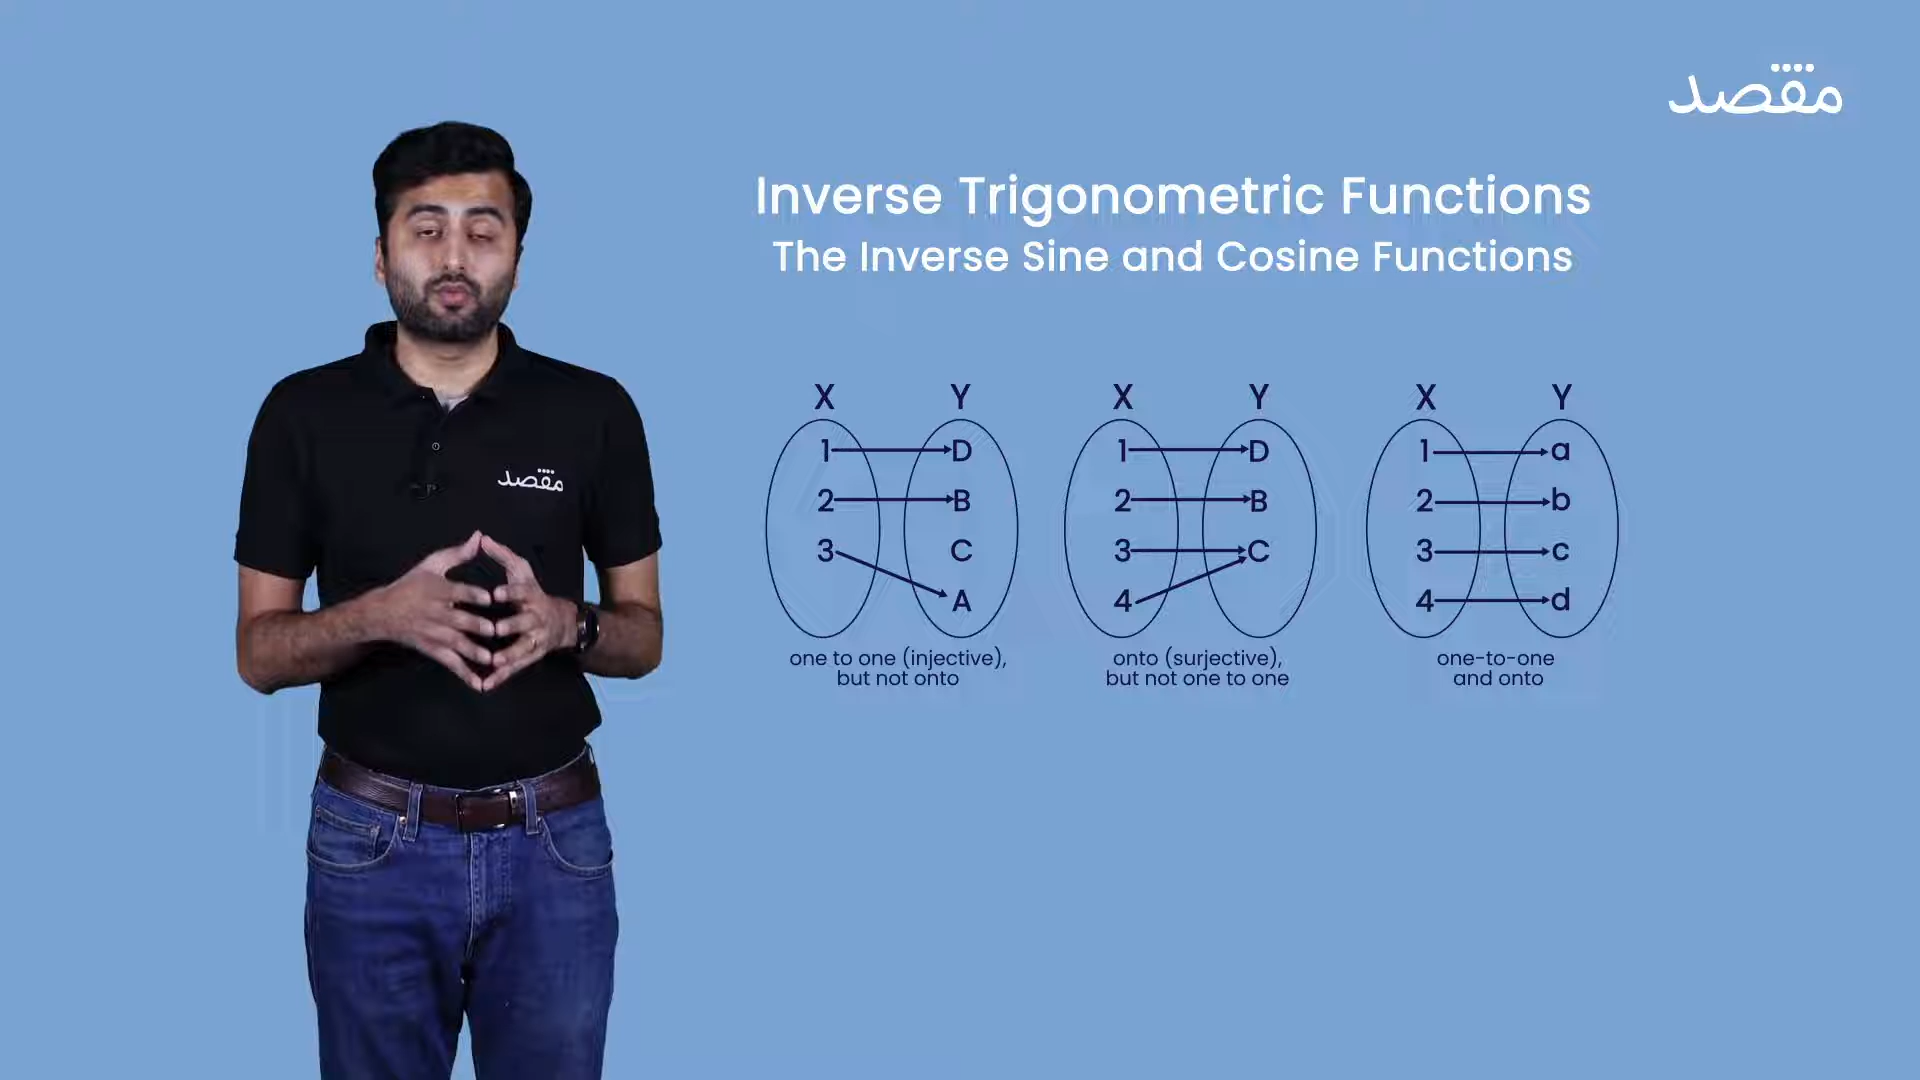 مقصد
Inverse Trigonometric Functions
The Inverse Sine and Cosine Functions
X Y
1 D
2 B
3 C
A
one to one (injective),
but not onto
X Y
1 D
2 B
3 C
4
onto (surjective),
but not one to one
X Y
1 a
2 b
3 c
4 d
one-to-one
and onto
مقصد